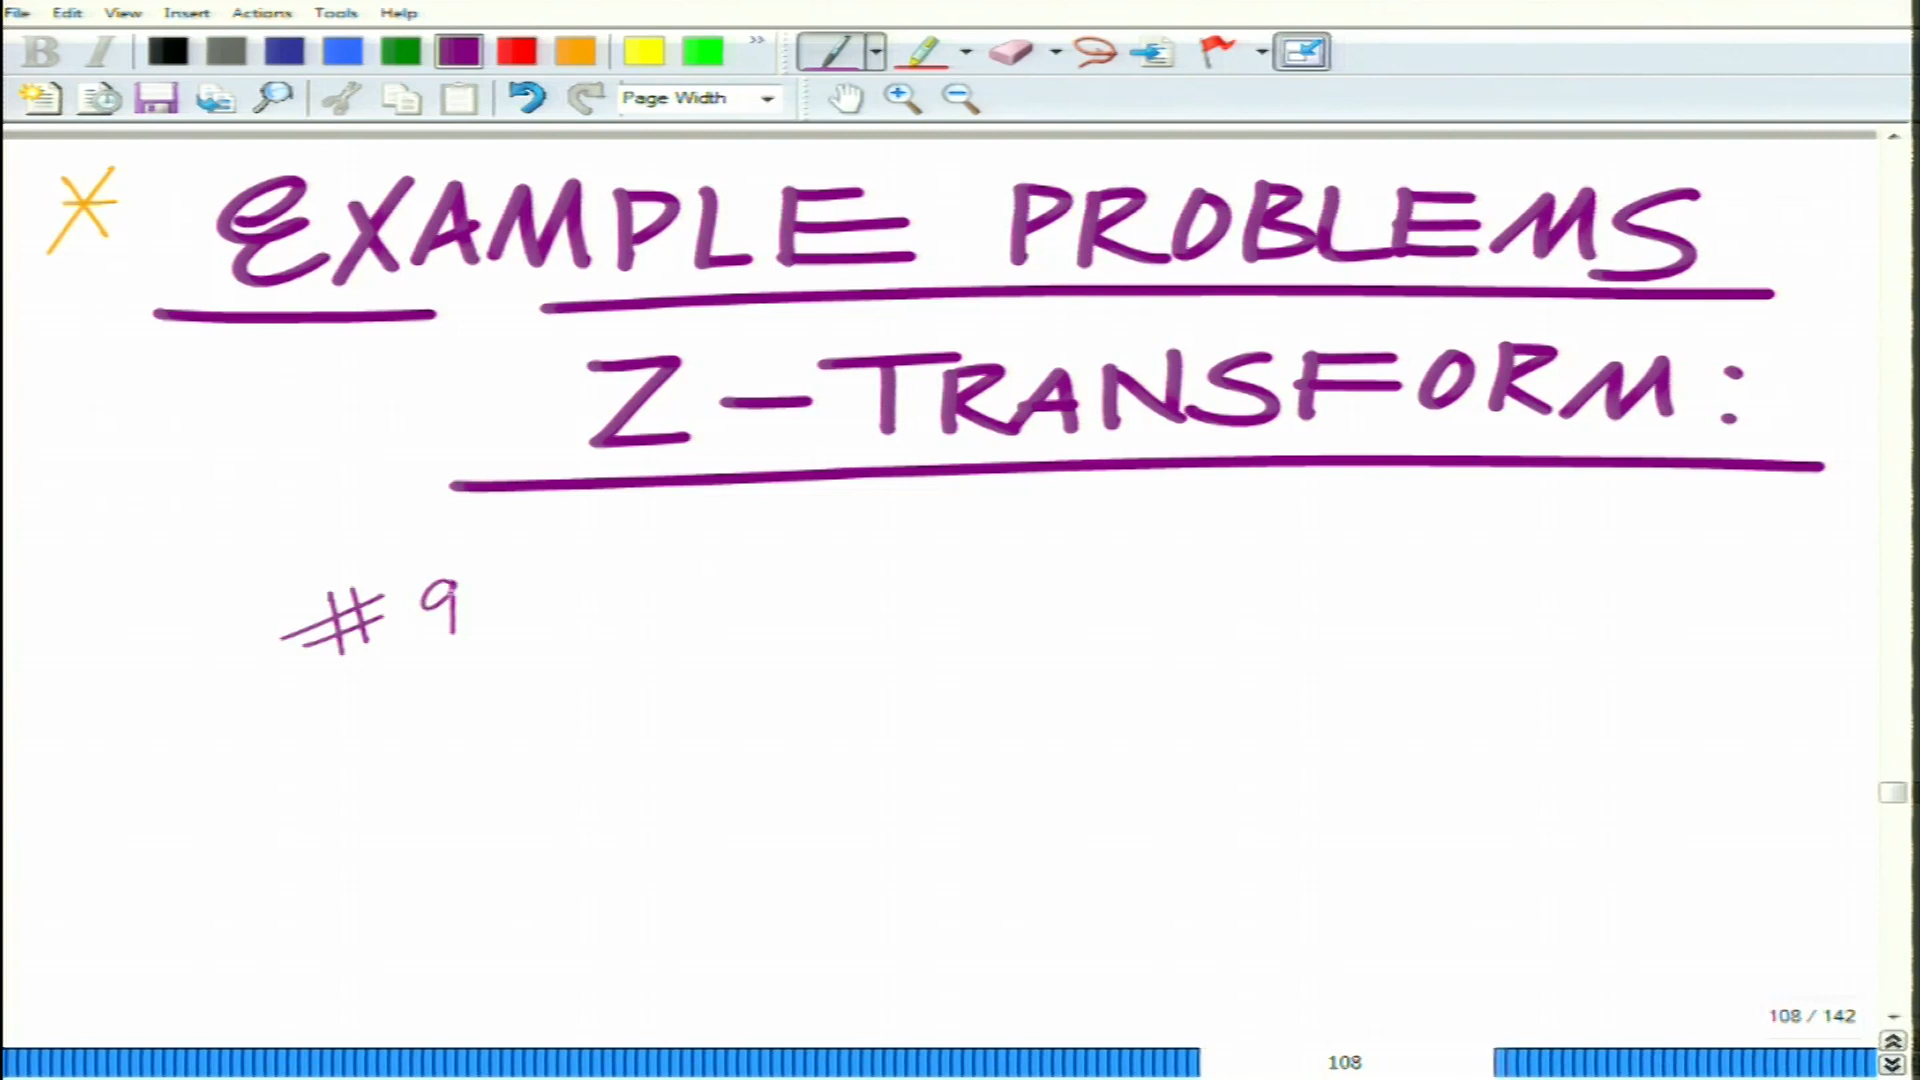 File Edit View Insert Actions Tools Help
B I »
Page Width
* EXAMPLE PROBLEMS
Z-TRANSFORM:
# 9
108 / 142
108